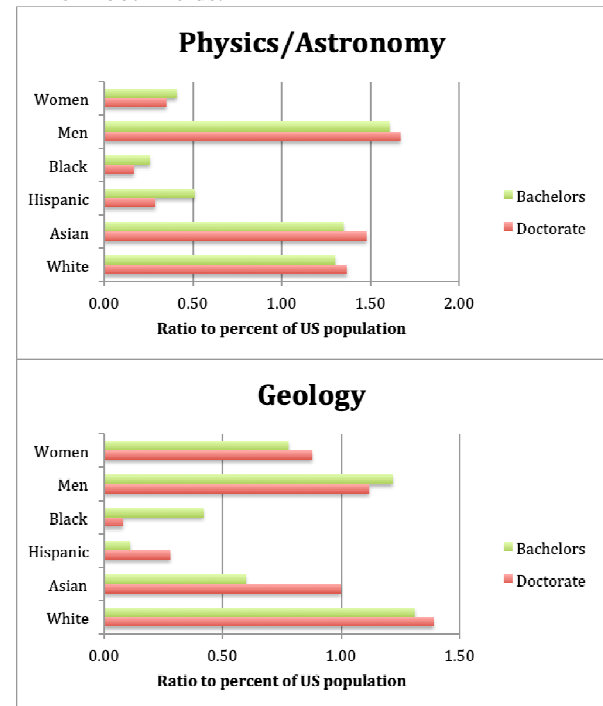 Physics/Astronomy
Women
Men
Black
Hispanic
Asian
White
Bachelors
Doctorate
0.00 0.50 1.00 1.50 2.00
Ratio to percent of US population
Geology
Women
Men
Black
Hispanic
Asian
White
Bachelors
Doctorate
0.00 0.50 1.00 1.50
Ratio to percent of US population